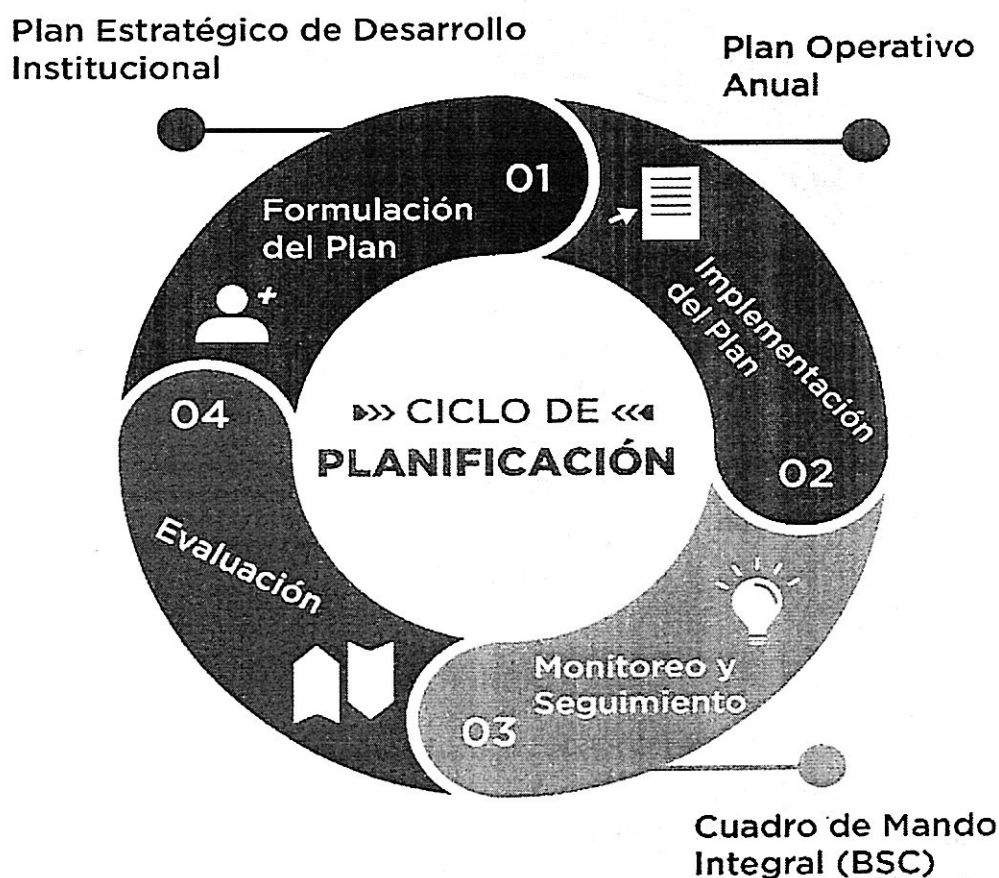 Plan Estratégico de Desarrollo
Institucional
Plan Operativo
Anual
01
Formulación
del Plan
Implementación
del Plan
02
04
CICLO DE
PLANIFICACIÓN
Evaluación
Monitoreo y
Seguimiento
03
Cuadro de Mando
Integral (BSC)